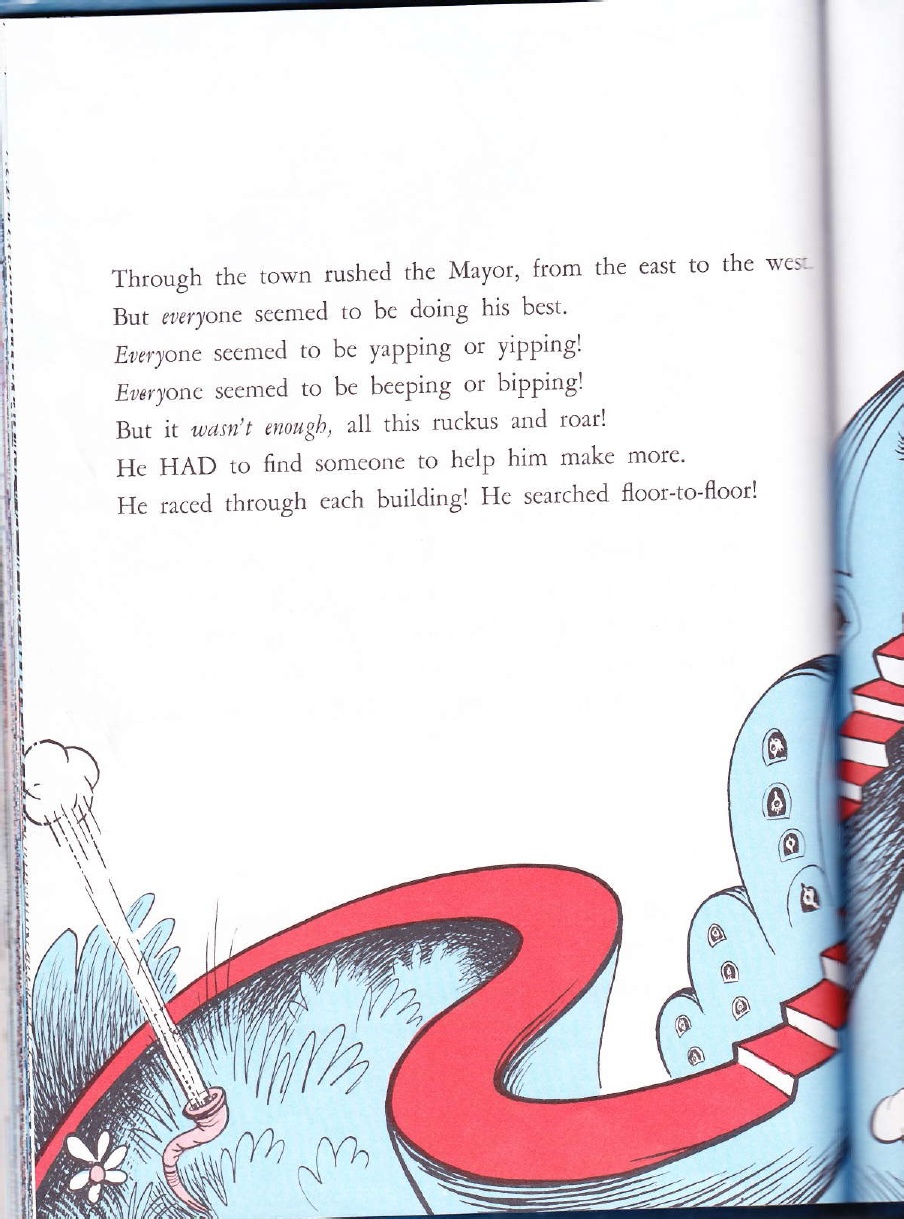 Through the town rushed the Mayor, from the east to the west.
But everyone seemed to be doing his best.
Everyone seemed to be yapping or yipping!
Everyone seemed to be beeping or bipping!
But it wasn't enough, all this ruckus and roar!
He HAD to find someone to help him make more.
He raced through each building! He searched floor-to-floor!